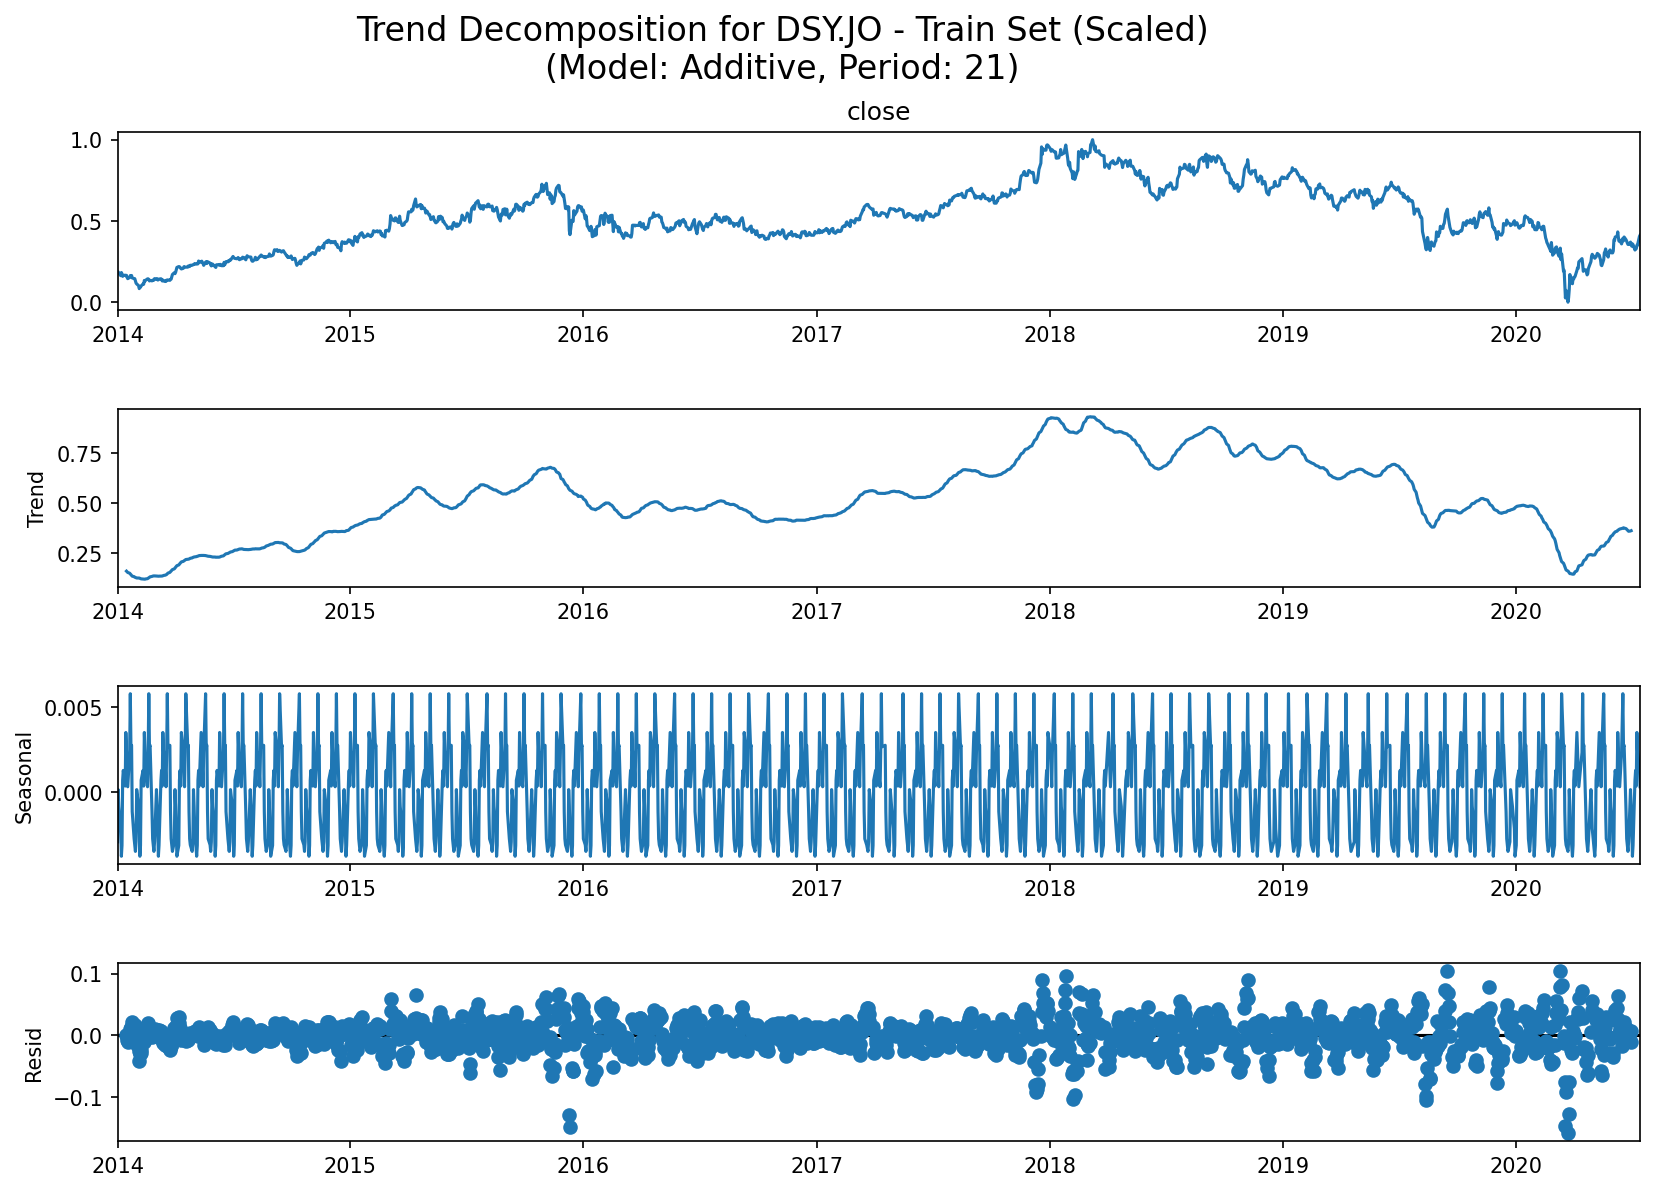 Trend Decomposition for DSY.JO - Train Set (Scaled)
(Model: Additive, Period: 21)
close
1.0
0.5
0.0
2014 2015 2016 2017 2018 2019 2020
Trend
0.75
0.50
0.25
2014 2015 2016 2017 2018 2019 2020
Seasonal
0.005
0.000
2014 2015 2016 2017 2018 2019 2020
Resid
0.1
0.0
−0.1
2014 2015 2016 2017 2018 2019 2020